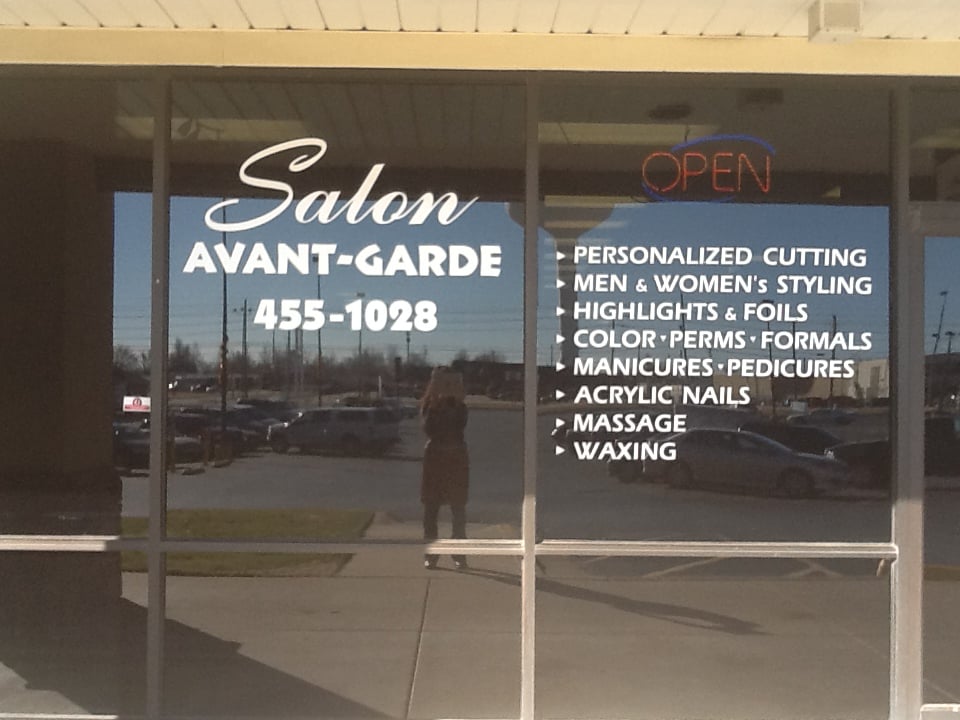 Salon
AVANT-GARDE
455-1028
OPEN
▸ PERSONALIZED CUTTING
▸ MEN & WOMEN's STYLING
▸ HIGHLIGHTS & FOILS
▸ COLOR▾PERMS▾FORMALS
▸ MANICURES▾PEDICURES
▸ ACRYLIC NAILS
▸ MASSAGE
▸ WAXING